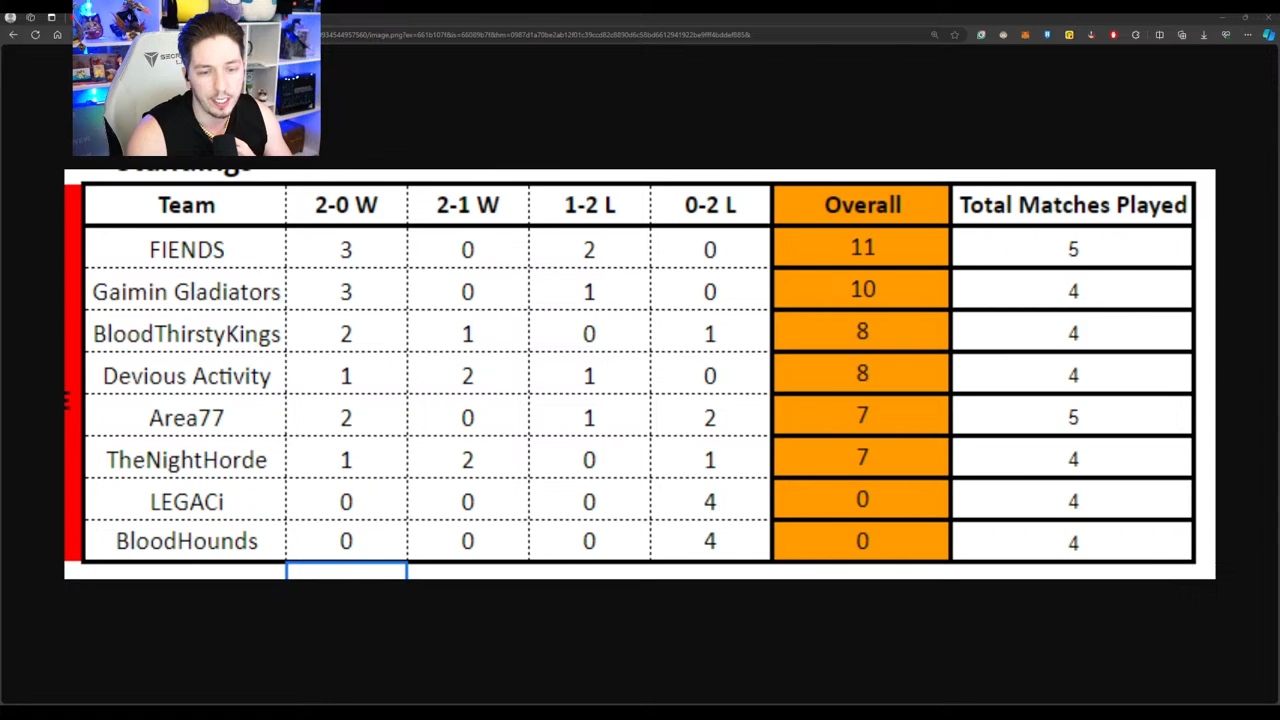 Standings
Team 2-0 W 2-1 W 1-2 L 0-2 L Overall Total Matches Played
FIENDS 3 0 2 0 11 5
Gaimin Gladiators 3 0 1 0 10 4
BloodThirstyKings 2 1 0 1 8 4
Devious Activity 1 2 1 0 8 4
Area77 2 0 1 2 7 5
TheNightHorde 1 2 0 1 7 4
LEGACi 0 0 0 4 0 4
BloodHounds 0 0 0 4 0 4